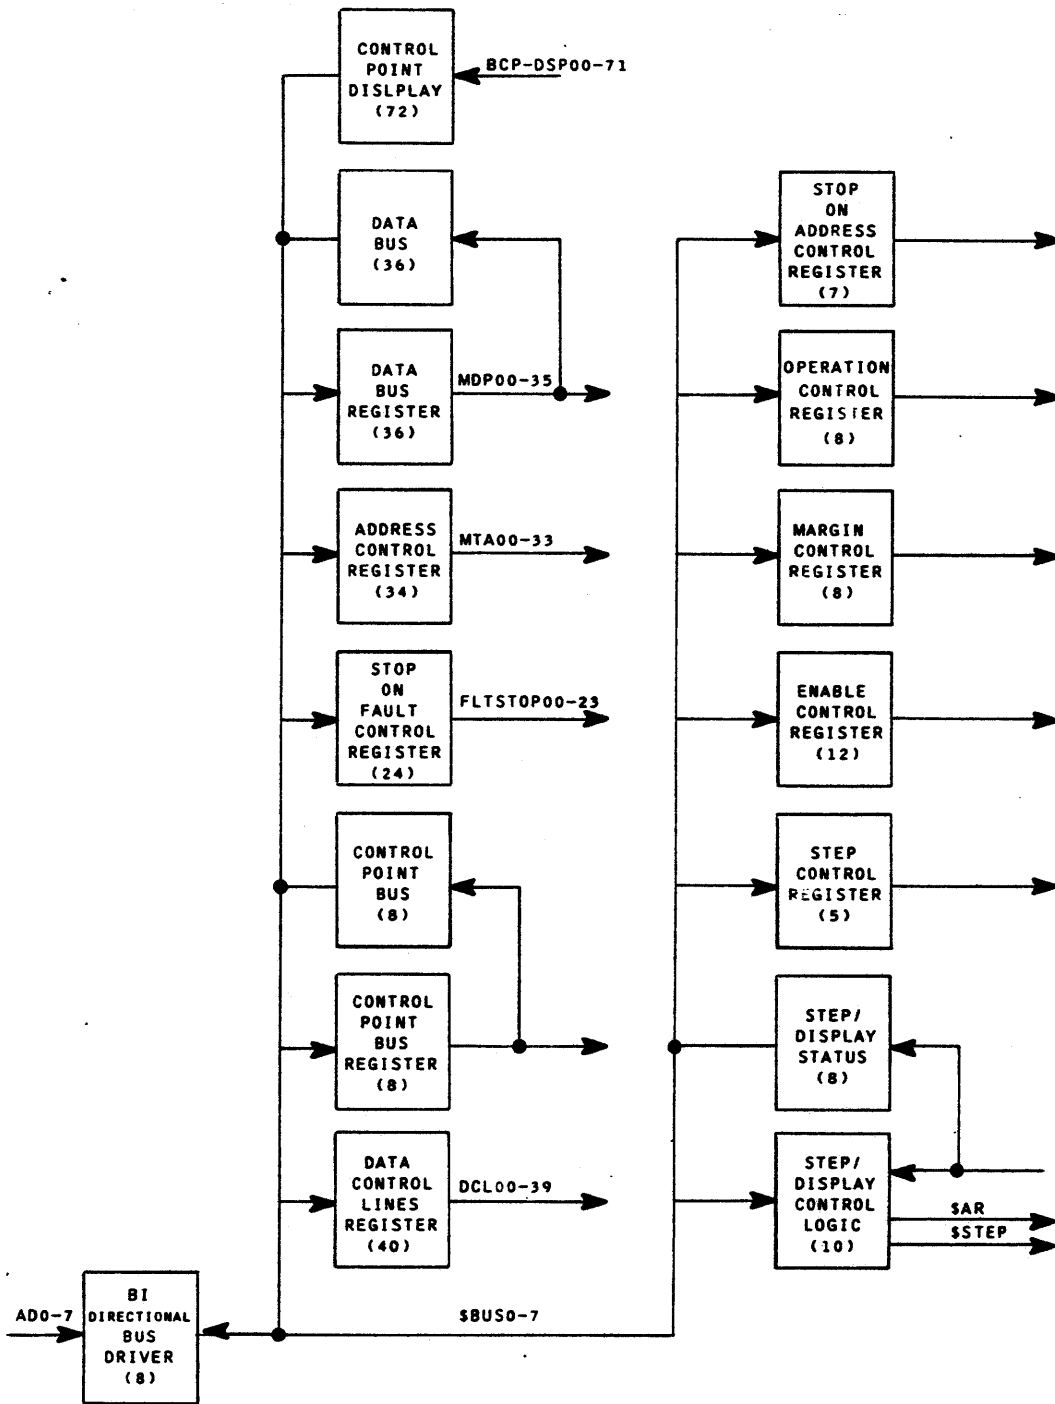 CONTROL
POINT
DISLPLAY
(72)
BCP-DSP00-71
DATA
BUS
(36)
DATA
BUS
REGISTER
(36)
MDP00-35
ADDRESS
CONTROL
REGISTER
(34)
MTA00-33
STOP
ON
FAULT
CONTROL
REGISTER
(24)
FLTSTOP00-23
CONTROL
POINT
BUS
(8)
CONTROL
POINT
BUS
REGISTER
(8)
DATA
CONTROL
LINES
REGISTER
(40)
DCL00-39
BI
DIRECTIONAL
BUS
DRIVER
(8)
AD0-7
$BUS0-7
STOP
ON
ADDRESS
CONTROL
REGISTER
(7)
OPERATION
CONTROL
REGISTER
(8)
MARGIN
CONTROL
REGISTER
(8)
ENABLE
CONTROL
REGISTER
(12)
STEP
CONTROL
REGISTER
(5)
STEP/
DISPLAY
STATUS
(8)
STEP/
DISPLAY
CONTROL
LOGIC
(10)
$AR
$STEP